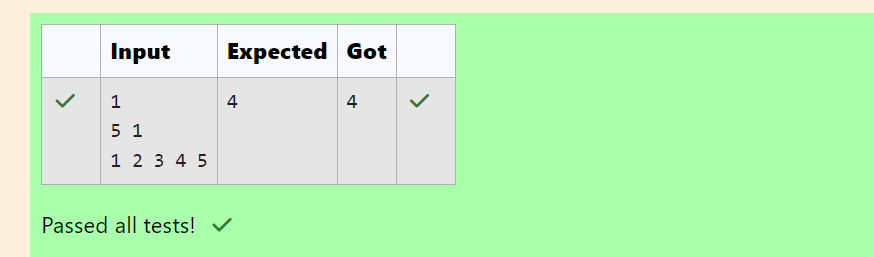 Input Expected Got
1 4 4
5 1
1 2 3 4 5
Passed all tests!